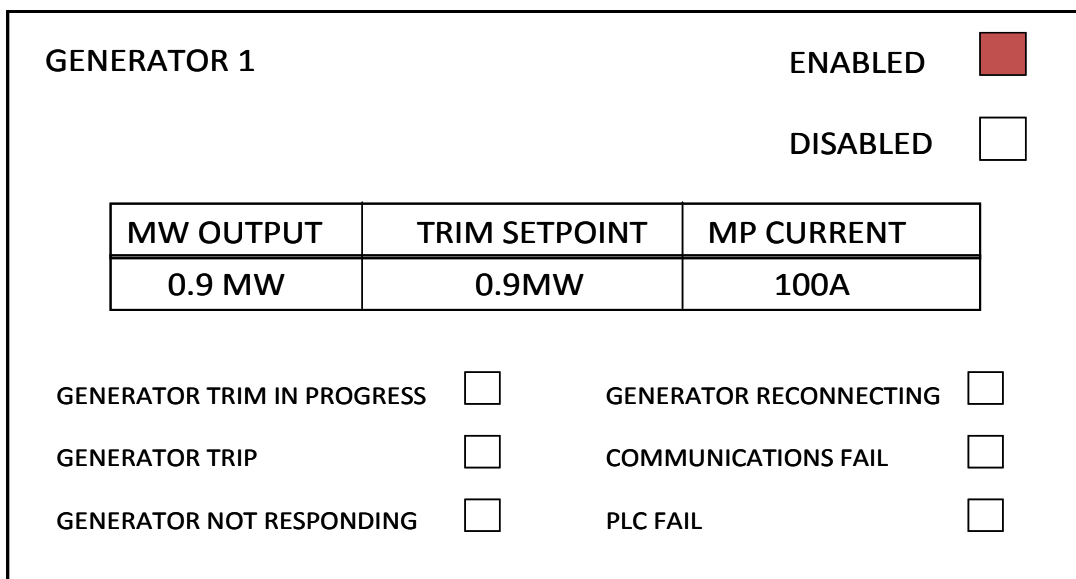 GENERATOR 1
ENABLED
DISABLED
MW OUTPUT TRIM SETPOINT MP CURRENT
0.9 MW 0.9MW 100A
GENERATOR TRIM IN PROGRESS GENERATOR RECONNECTING
GENERATOR TRIP COMMUNICATIONS FAIL
GENERATOR NOT RESPONDING PLC FAIL